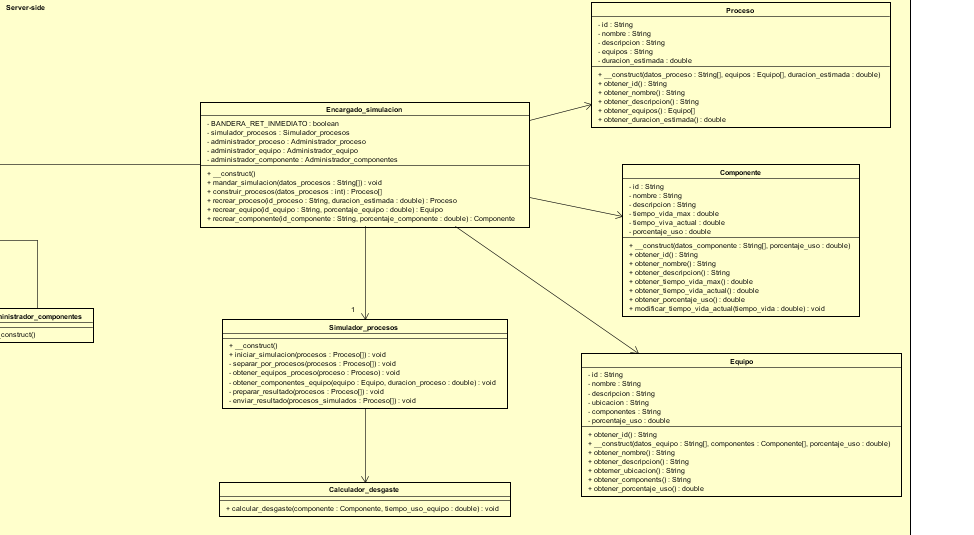 Server-side
Proceso
- id : String
- nombre : String
- descripcion : String
- equipos : String
- duracion_estimada : double
+ __construct(datos_proceso : String[], equipos : Equipo[], duracion_estimada : double)
+ obtener_id() : String
+ obtener_nombre() : String
+ obtener_descripcion() : String
+ obtener_equipos() : Equipo[]
+ obtener_duracion_estimada() : double
Encargado_simulacion
- BANDERA_RET_INMEDIATO : boolean
- simulador_procesos : Simulador_procesos
- administrador_proceso : Administrador_proceso
- administrador_equipo : Administrador_equipo
- administrador_componente : Administrador_componentes
+ __construct()
+ mandar_simulacion(datos_procesos : String[]) : void
+ construir_procesos(datos_procesos : int) : Proceso[]
+ recrear_proceso(id_proceso : String, duracion_estimada : double) : Proceso
+ recrear_equipo(id_equipo : String, porcentaje_equipo : double) : Equipo
+ recrear_componente(id_componente : String, porcentaje_componente : double) : Componente
Componente
- id : String
- nombre : String
- descripcion : String
- tiempo_vida_max : double
- tiempo_viva_actual : double
- porcentaje_uso : double
+ __construct(datos_componente : String[], porcentaje_uso : double)
+ obtener_id() : String
+ obtener_nombre() : String
+ obtener_descripcion() : String
+ obtener_tiempo_vida_max() : double
+ obtener_tiempo_vida_actual() : double
+ obtener_porcentaje_uso() : double
+ modificar_tiempo_vida_actual(tiempo_vida : double) : void
ministrador_componentes
construct()
1
Simulador_procesos
+ __construct()
+ iniciar_simulacion(procesos : Proceso[]) : void
- separar_por_procesos(procesos : Proceso[]) : void
- obtener_equipos_proceso(proceso : Proceso) : void
- obtener_componentes_equipo(equipo : Equipo, duracion_proceso : double) : void
- preparar_resultado(procesos : Proceso[]) : void
- enviar_resultado(procesos_simulados : Proceso[]) : void
Equipo
- id : String
- nombre : String
- descripcion : String
- ubicacion : String
- componentes : String
- porcentaje_uso : double
+ obtener_id() : String
+ __construct(datos_equipo : String[], componentes : Componente[], porcentaje_uso : double)
+ obtener_nombre() : String
+ obtener_descripcion() : String
+ obtemer_ubicacion() : String
+ obtener_components() : String
+ obtener_porcentaje_uso() : double
Calculador_desgaste
+ calcular_desgaste(componente : Componente, tiempo_uso_equipo : double) : void